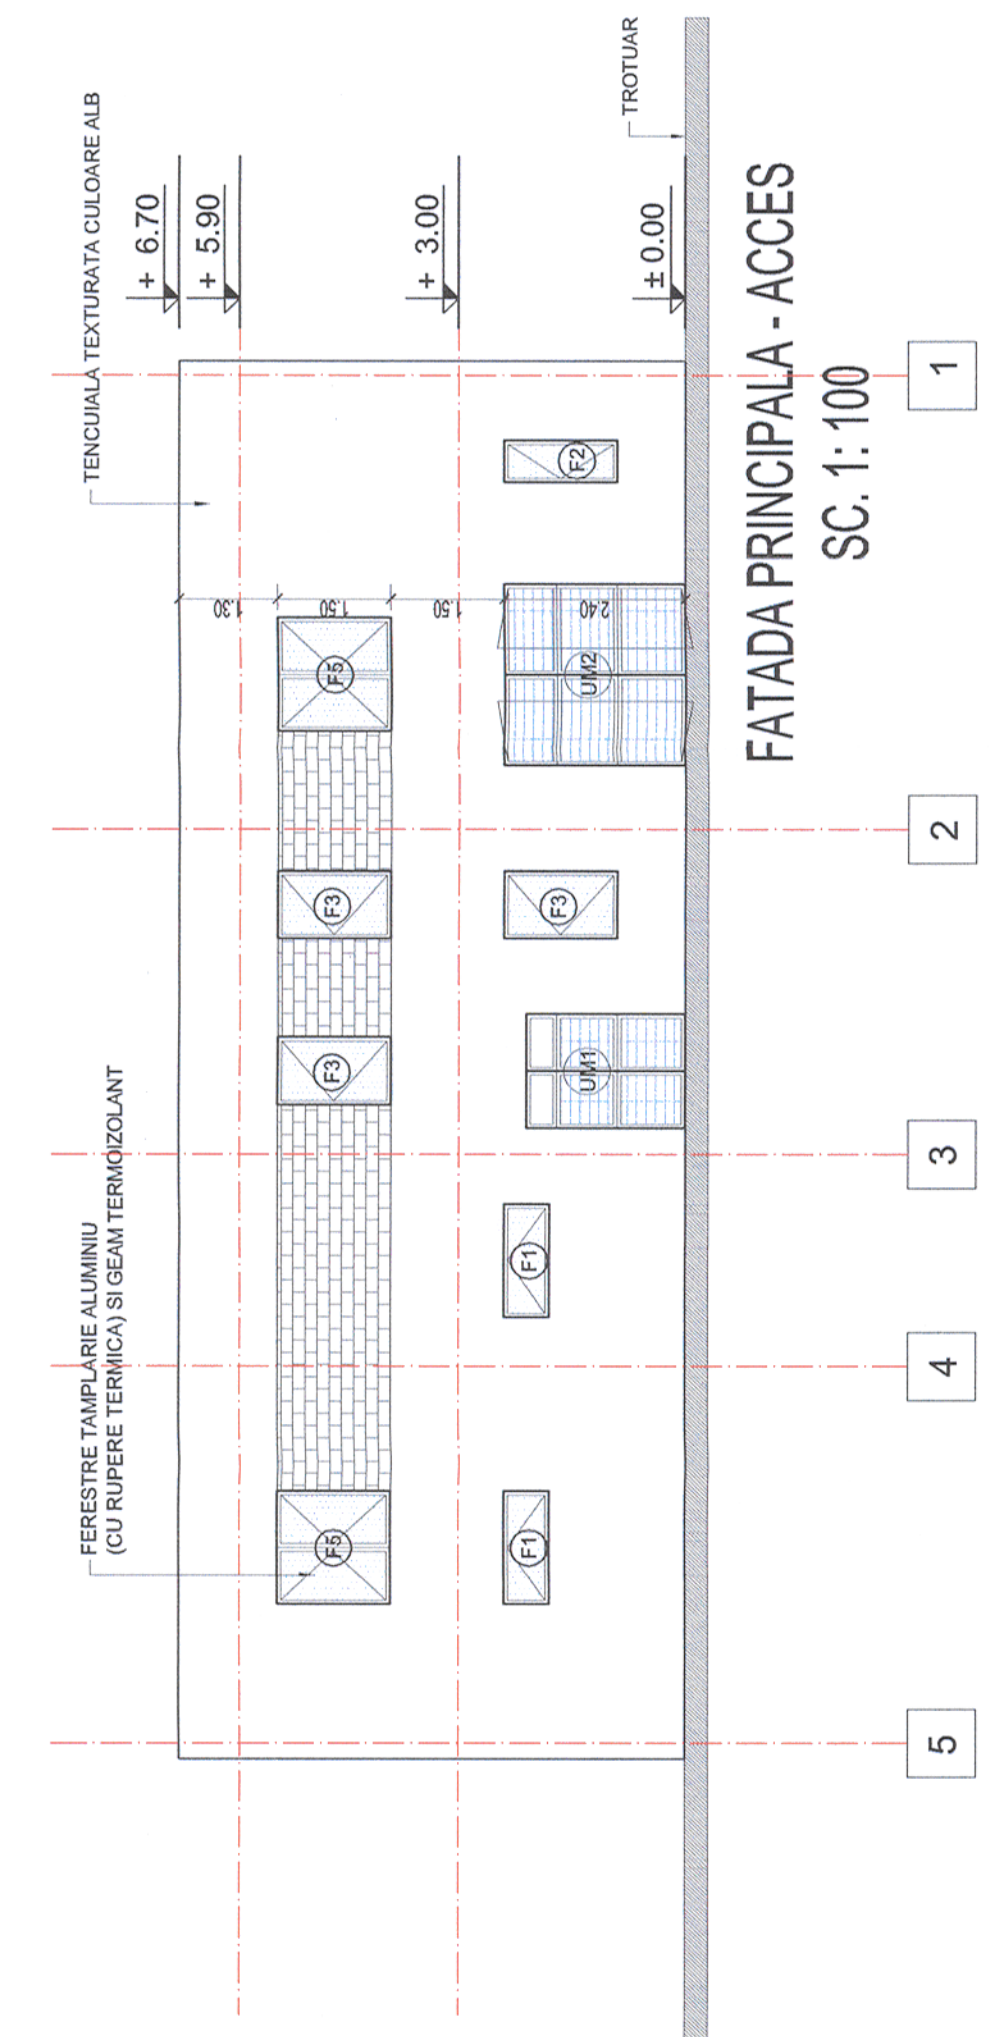 FERESTRE TAMPLARIE ALUMINIU
(CU RUPERE TERMICA) SI GEAM TERMOIZOLANT
TENCUIALA TEXTURATA CULOARE ALB
+ 6.70
+ 5.90
+ 3.00
± 0.00
TROTUAR
1.30
1.50
1.50
2.40
F5
F3
F3
F5
F1
F1
UM1
F3
UM2
F2
FATADA PRINCIPALA - ACCES
SC. 1: 100
5
4
3
2
1